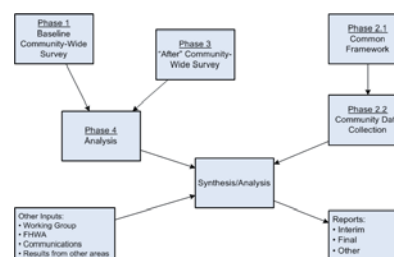 Phase 1
Baseline
Community-Wide
Survey
Phase 3
"After" Community-
Wide Survey
Phase 2.1
Common
Framework
Phase 4
Analysis
Phase 2.2
Community Data
Collection
Synthesis/Analysis
Other Inputs:
• Working Group
• FHWA
• Communications
• Results from other areas
Reports:
• Interim
• Final
• Other